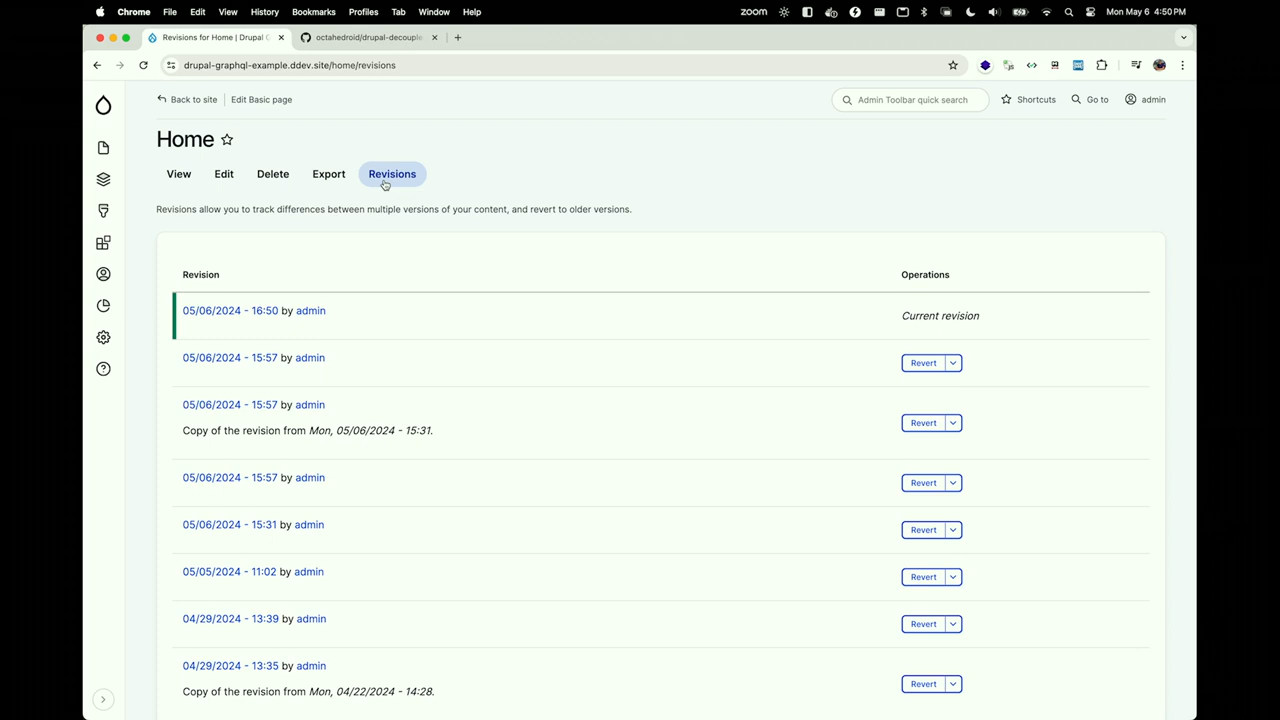 Chrome File Edit View History Bookmarks Profiles Tab Window Help zoom Mon May 6 4:50 PM
Revisions for Home | Drupal octahedroid/drupal-decouple
drupal-graphql-example.ddev.site/home/revisions
Back to site Edit Basic page Admin Toolbar quick search Shortcuts Go to admin
Home
View Edit Delete Export Revisions
Revisions allow you to track differences between multiple versions of your content, and revert to older versions.
Revision Operations
05/06/2024 - 16:50 by admin Current revision
05/06/2024 - 15:57 by admin Revert
05/06/2024 - 15:57 by admin
Copy of the revision from Mon, 05/06/2024 - 15:31. Revert
05/06/2024 - 15:57 by admin Revert
05/06/2024 - 15:31 by admin Revert
05/05/2024 - 11:02 by admin Revert
04/29/2024 - 13:39 by admin Revert
04/29/2024 - 13:35 by admin
Copy of the revision from Mon, 04/22/2024 - 14:28. Revert